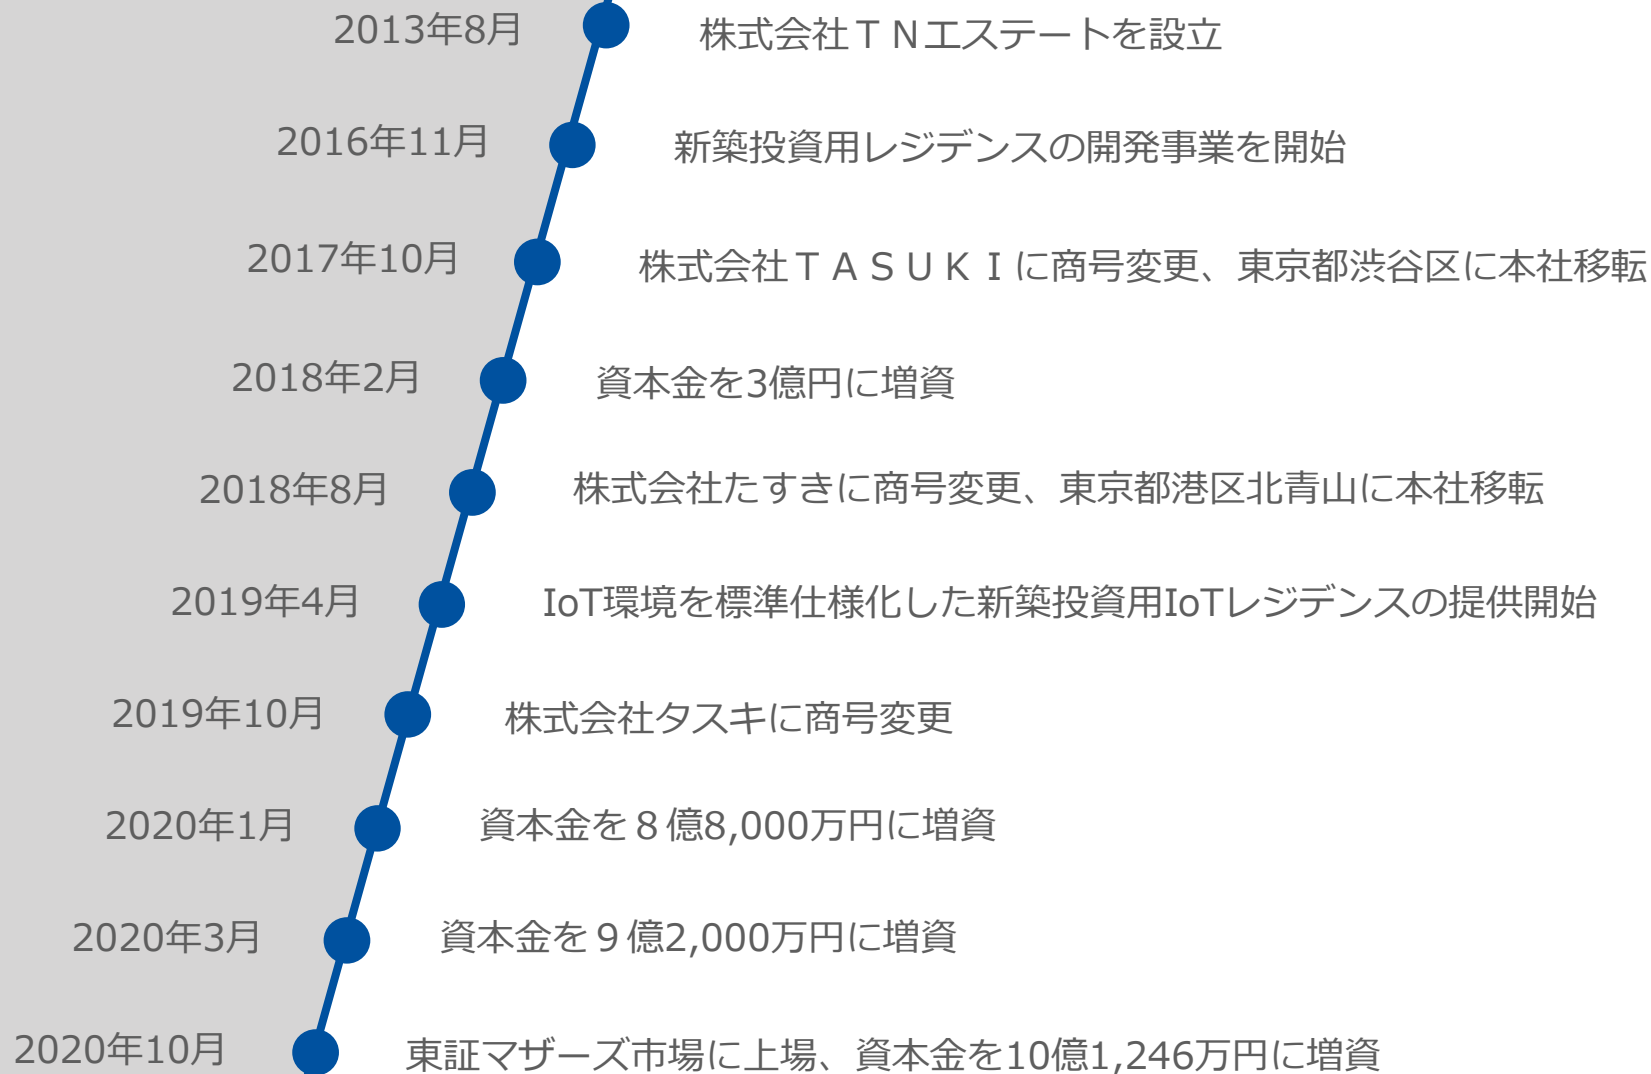 2013年8月 株式会社ＴＮエステートを設立
2016年11月 新築投資用レジデンスの開発事業を開始
2017年10月 株式会社ＴＡＳＵＫＩに商号変更、東京都渋谷区に本社移転
2018年2月 資本金を3億円に増資
2018年8月 株式会社たすきに商号変更、東京都港区北青山に本社移転
2019年4月 IoT環境を標準仕様化した新築投資用IoTレジデンスの提供開始
2019年10月 株式会社タスキに商号変更
2020年1月 資本金を８億8,000万円に増資
2020年3月 資本金を９億2,000万円に増資
2020年10月 東証マザーズ市場に上場、資本金を10億1,246万円に増資